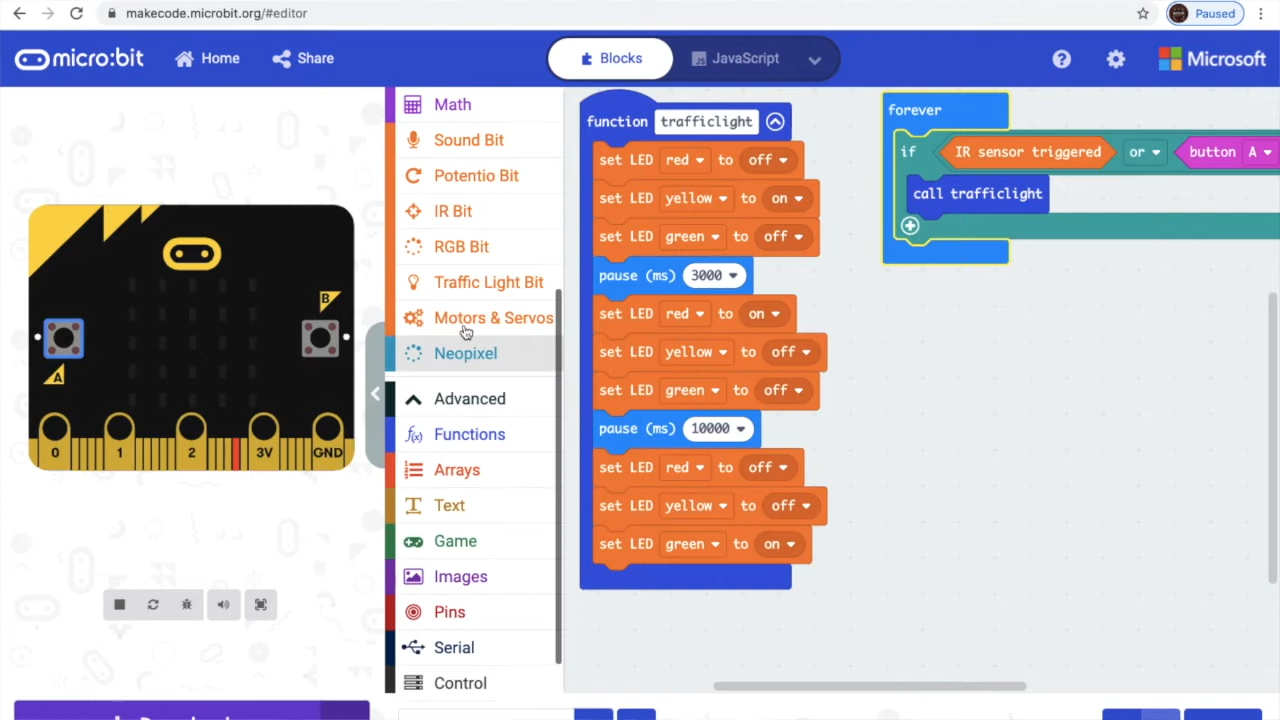 makecode.microbit.org/#editor
Paused
micro:bit
Home
Share
Blocks
JavaScript
Microsoft
A
B
0
1
2
3V
GND
Math
Sound Bit
Potentio Bit
IR Bit
RGB Bit
Traffic Light Bit
Motors & Servos
Neopixel
Advanced
Functions
Arrays
Text
Game
Images
Pins
Serial
Control
function trafficlight
set LED red to off
set LED yellow to on
set LED green to off
pause (ms) 3000
set LED red to on
set LED yellow to off
set LED green to off
pause (ms) 10000
set LED red to off
set LED yellow to off
set LED green to on
forever
if IR sensor triggered or button A
call trafficlight